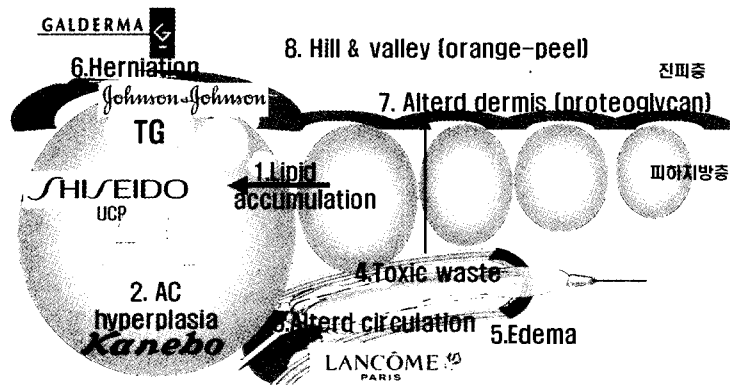 GALDERMA G
8. Hill & valley (orange-peel)
6.Herniation
진피층
Johnson & Johnson
7. Alterd dermis (proteoglycan)
TG
1.Lipid
accumulation
피하지방층
SHISEIDO
UCP
4.Toxic waste
2. AC
hyperplasia
3.Alterd circulation
5.Edema
Kanebo
LANCÔME
PARIS